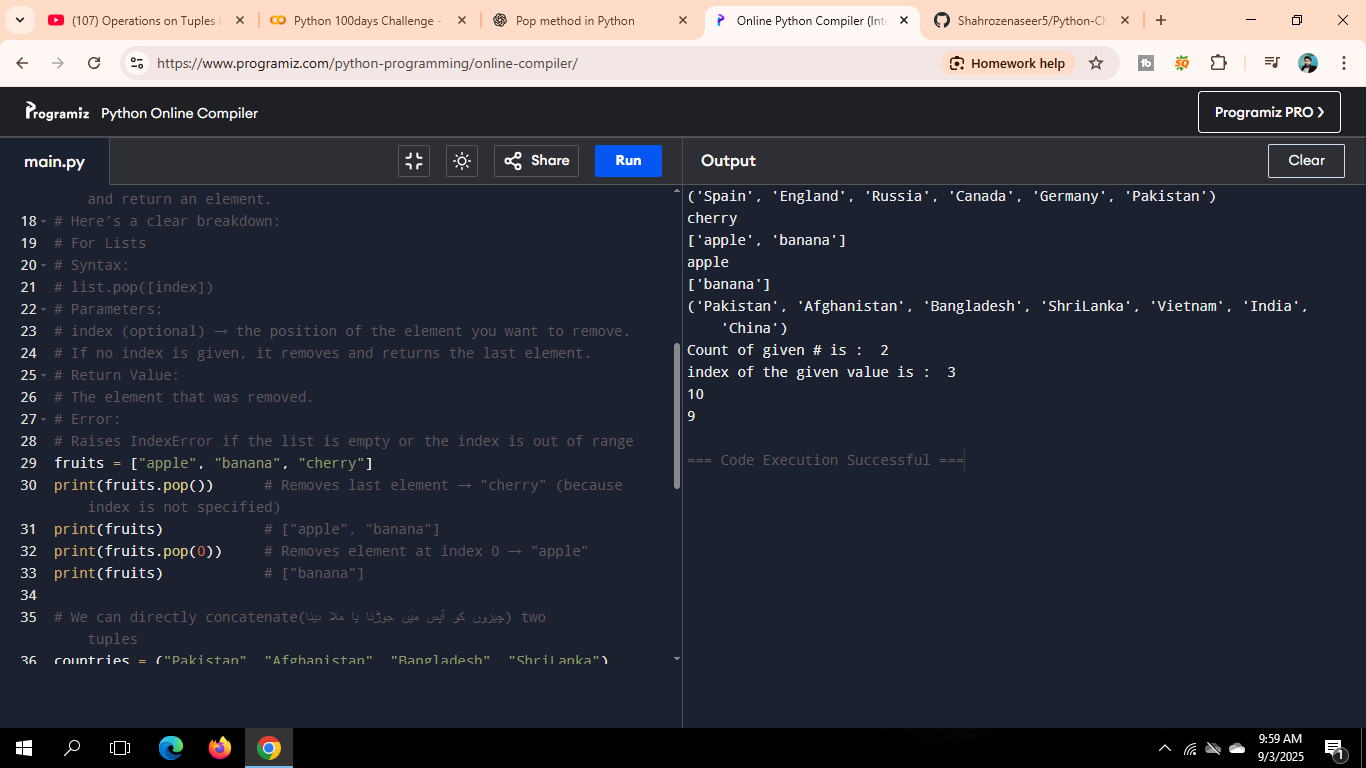 (107) Operations on Tuples i
Python 100days Challenge -
Pop method in Python
Online Python Compiler (Int
Shahrozenaseer5/Python-Ch
https://www.programiz.com/python-programming/online-compiler/
Homework help
Programiz
Python Online Compiler
Programiz PRO
main.py
Share
Run
Output
Clear
and return an element.
18 # Here's a clear breakdown:
19 # For Lists
20 # Syntax:
21 # list.pop([index])
22 # Parameters:
23 # index (optional) → the position of the element you want to remove.
24 # If no index is given, it removes and returns the last element.
25 # Return Value:
26 # The element that was removed.
27 # Error:
28 # Raises IndexError if the list is empty or the index is out of range
29 fruits = ["apple", "banana", "cherry"]
30 print(fruits.pop()) # Removes last element → "cherry" (because
index is not specified)
31 print(fruits) # ["apple", "banana"]
32 print(fruits.pop(0)) # Removes element at index 0 → "apple"
33 print(fruits) # ["banana"]
34
35 # We can directly concatenate(چیزوں کو آپس میں جوڑنا یا ملا دینا) two
tuples
36 countries = ("Pakistan", "Afghanistan", "Bangladesh", "ShriLanka")
('Spain', 'England', 'Russia', 'Canada', 'Germany', 'Pakistan')
cherry
['apple', 'banana']
apple
['banana']
('Pakistan', 'Afghanistan', 'Bangladesh', 'ShriLanka', 'Vietnam', 'India',
'China')
Count of given # is :  2
index of the given value is :  3
10
9
=== Code Execution Successful ===
9:59 AM
9/3/2025
1